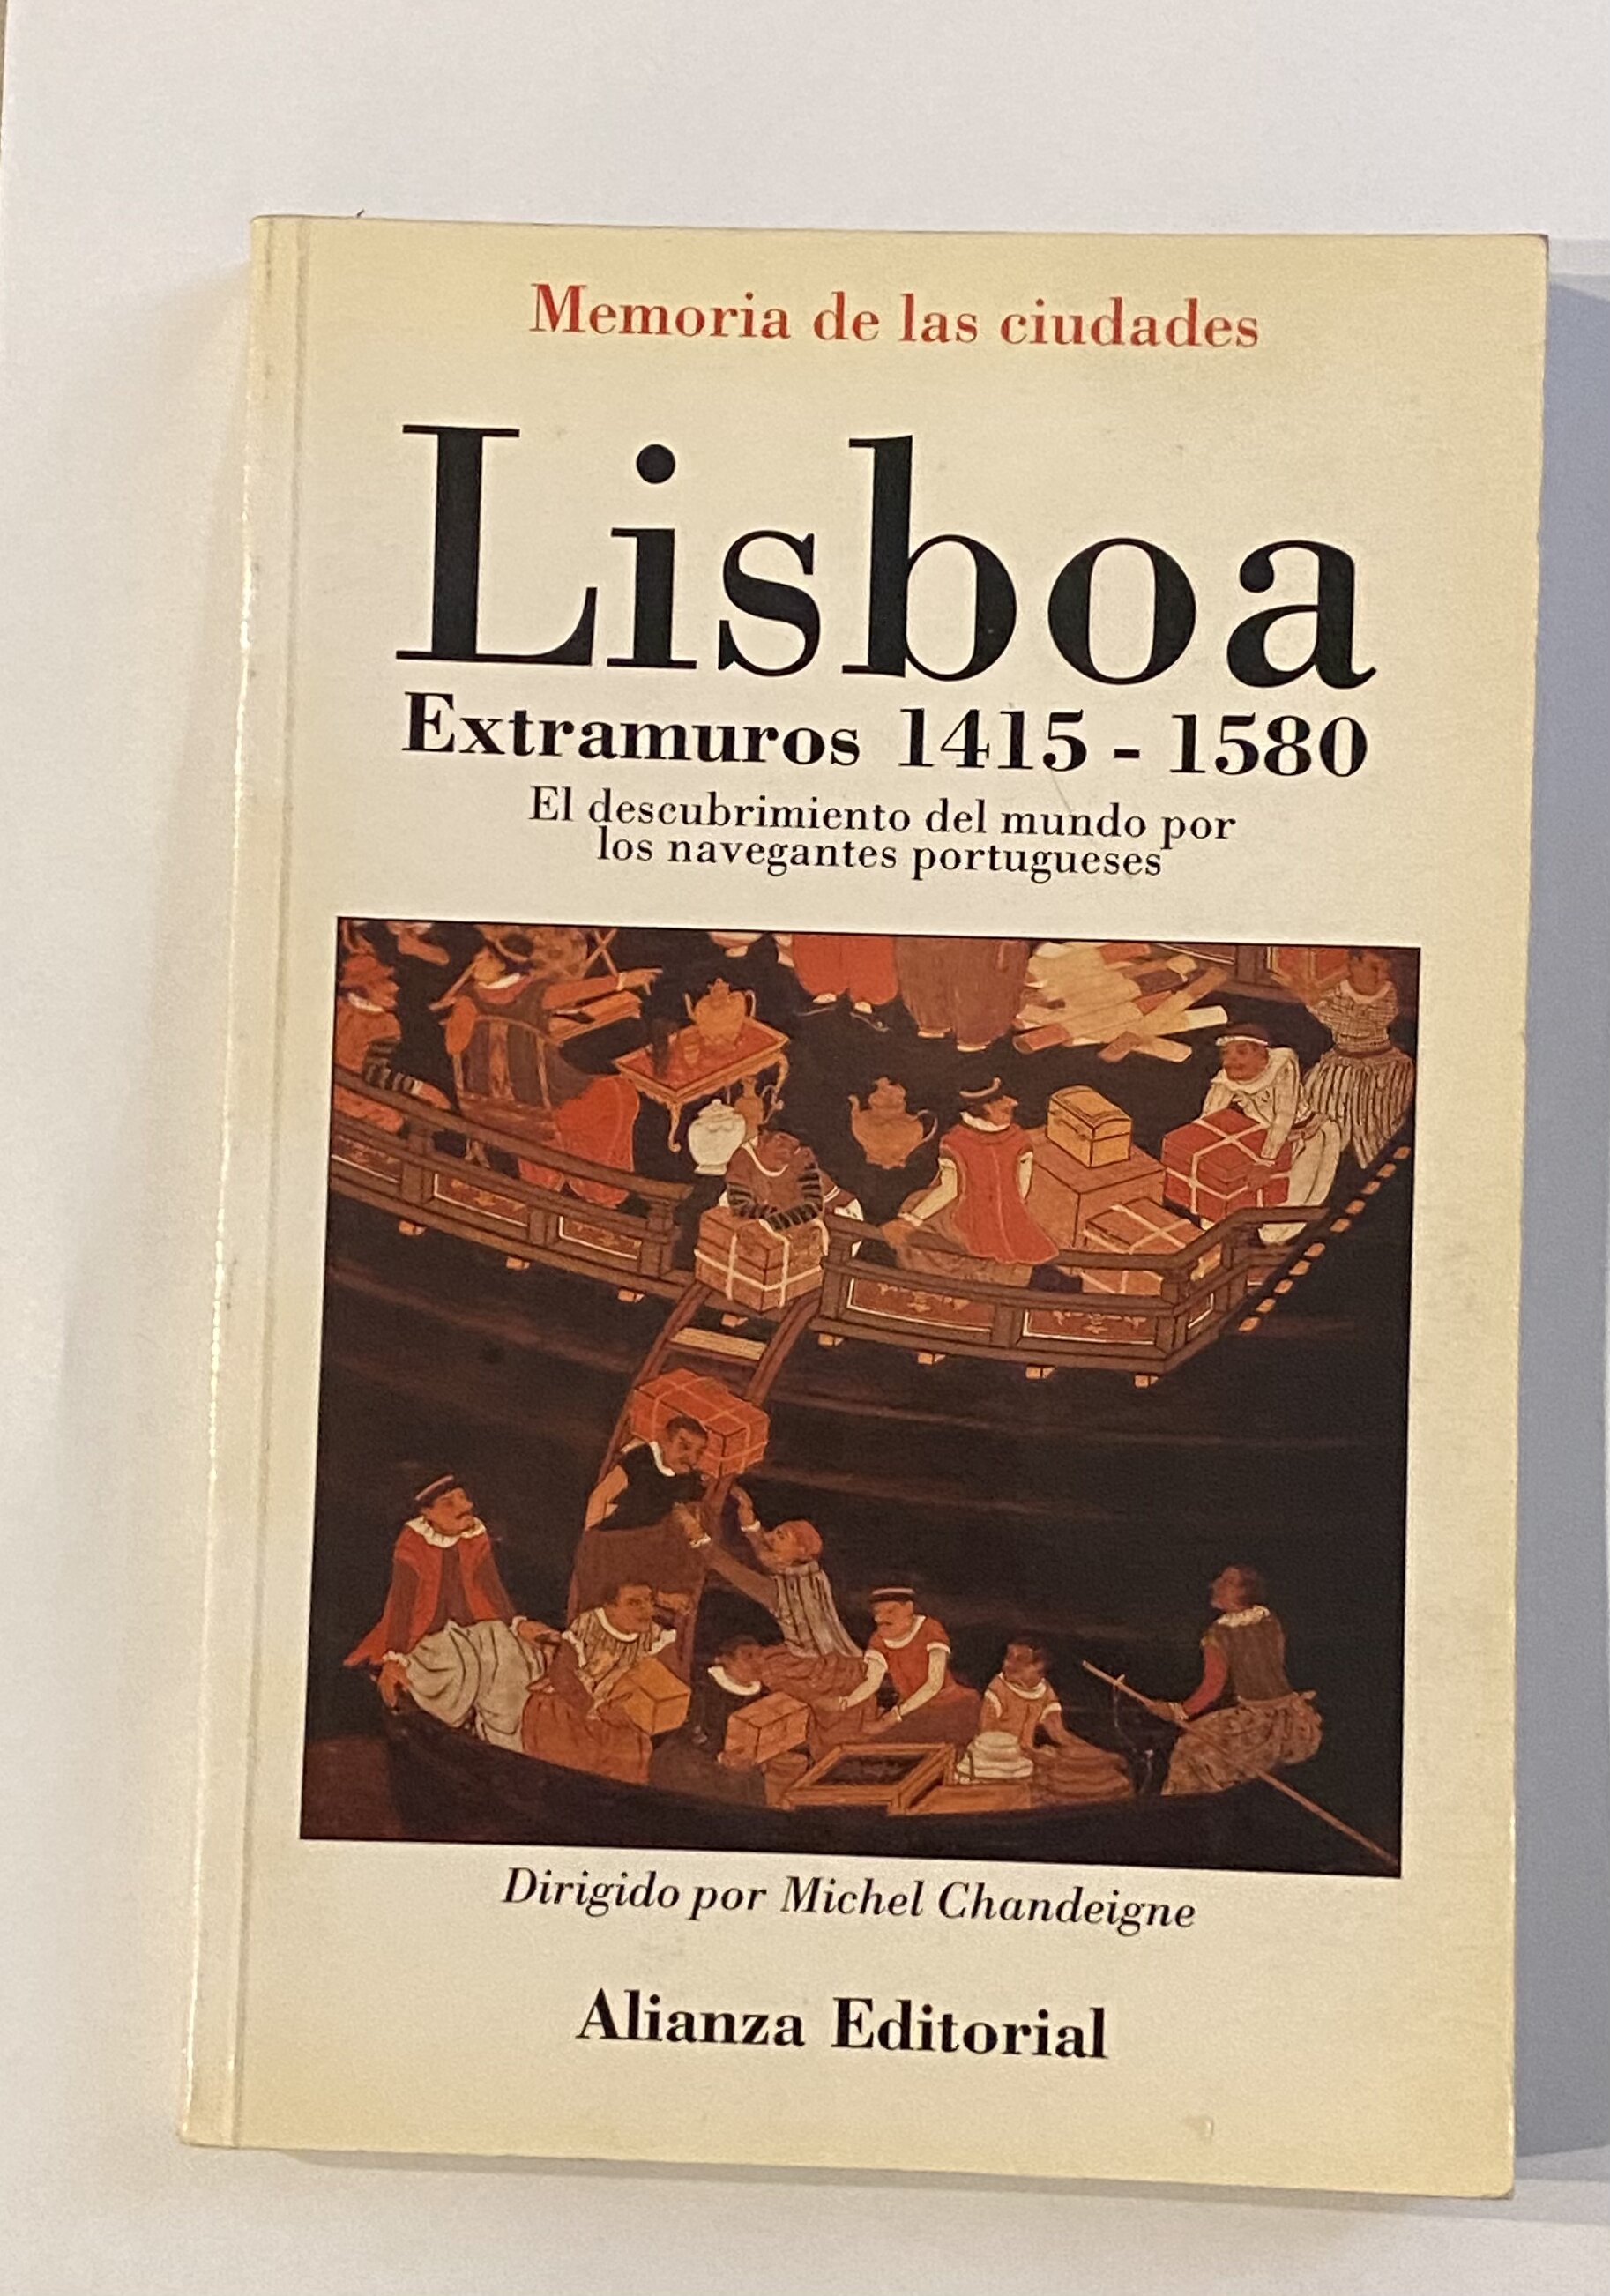 Memoria de las ciudades
Lisboa
Extramuros 1415 - 1580
El descubrimiento del mundo por
los navegantes portugueses
Dirigido por Michel Chandeigne
Alianza Editorial